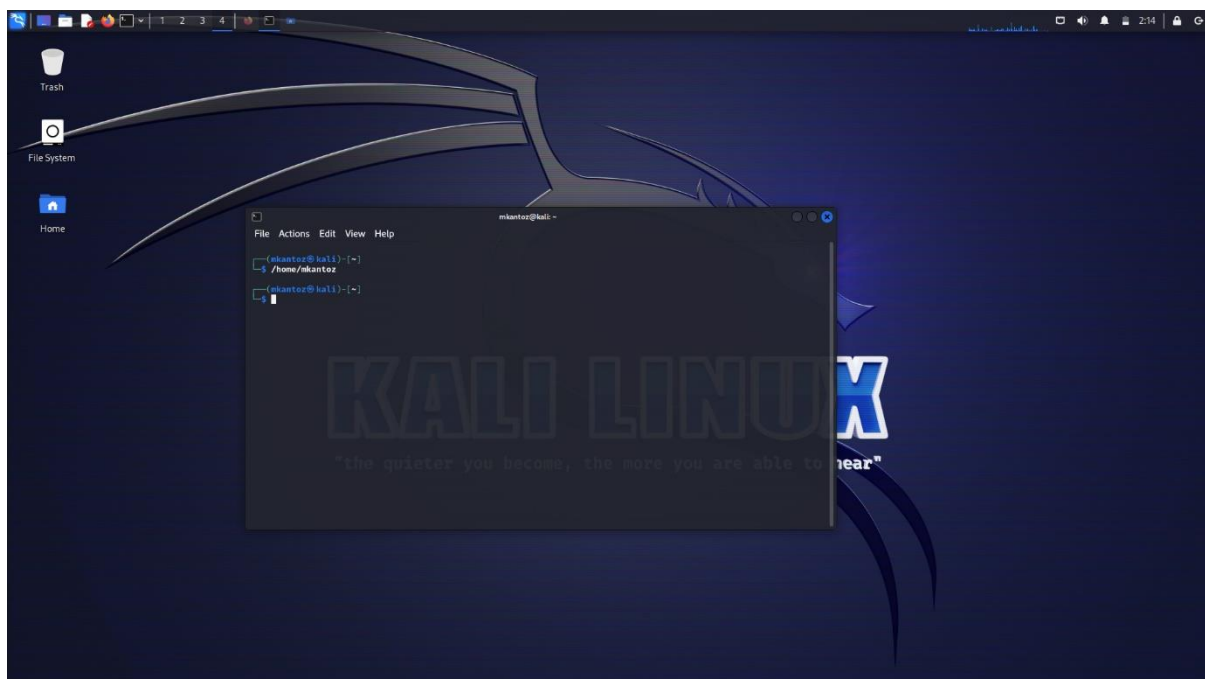 1 2 3 4
2:14
Trash
File System
Home
mkantoz@kali: ~
File Actions Edit View Help
(mkantoz㉿kali)-[~]
$ /home/mkantoz
(mkantoz㉿kali)-[~]
$
KALI LINUX
"the quieter you become, the more you are able to hear"